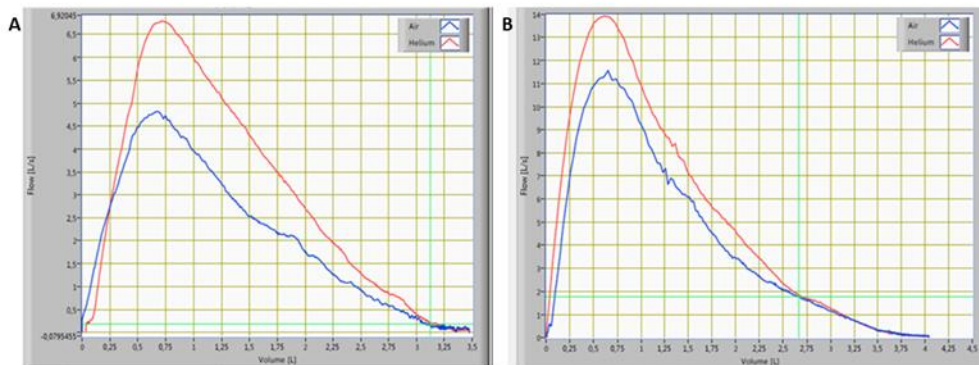 A
6,92045
6,5
6
5,5
5
4,5
4
3,5
3
2,5
2
1,5
1
0,5
-0,0795455
Flow [L/s]
0 0,25 0,5 0,75 1 1,25 1,5 1,75 2 2,25 2,5 2,75 3 3,25 3,5
Volume [L]
Air
Helium
B
14
13
12
11
10
9
8
7
6
5
4
3
2
1
0
Flow [L/s]
0 0,25 0,5 0,75 1 1,25 1,5 1,75 2 2,25 2,5 2,75 3 3,25 3,5 3,75 4 4,25 4,5
Volume [L]
Air
Helium